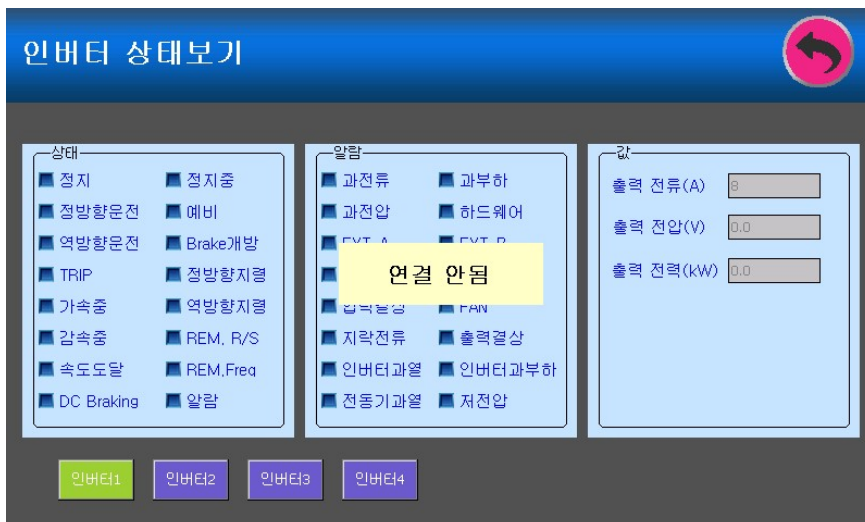 인버터 상태보기
상태
정지 정지중
정방향운전 예비
역방향운전 Brake개방
TRIP 정방향지령
가속중 역방향지령
감속중 REM, R/S
속도도달 REM,Freq
DC Braking 알람
알람
과전류 과부하
과전압 하드웨어
EXT-A EXT-B
연결 안됨
입력결상 FAN
지락전류 출력결상
인버터과열 인버터과부하
전동기과열 저전압
값
출력 전류(A) 8
출력 전압(V) 0.0
출력 전력(kW) 0.0
인버터1 인버터2 인버터3 인버터4